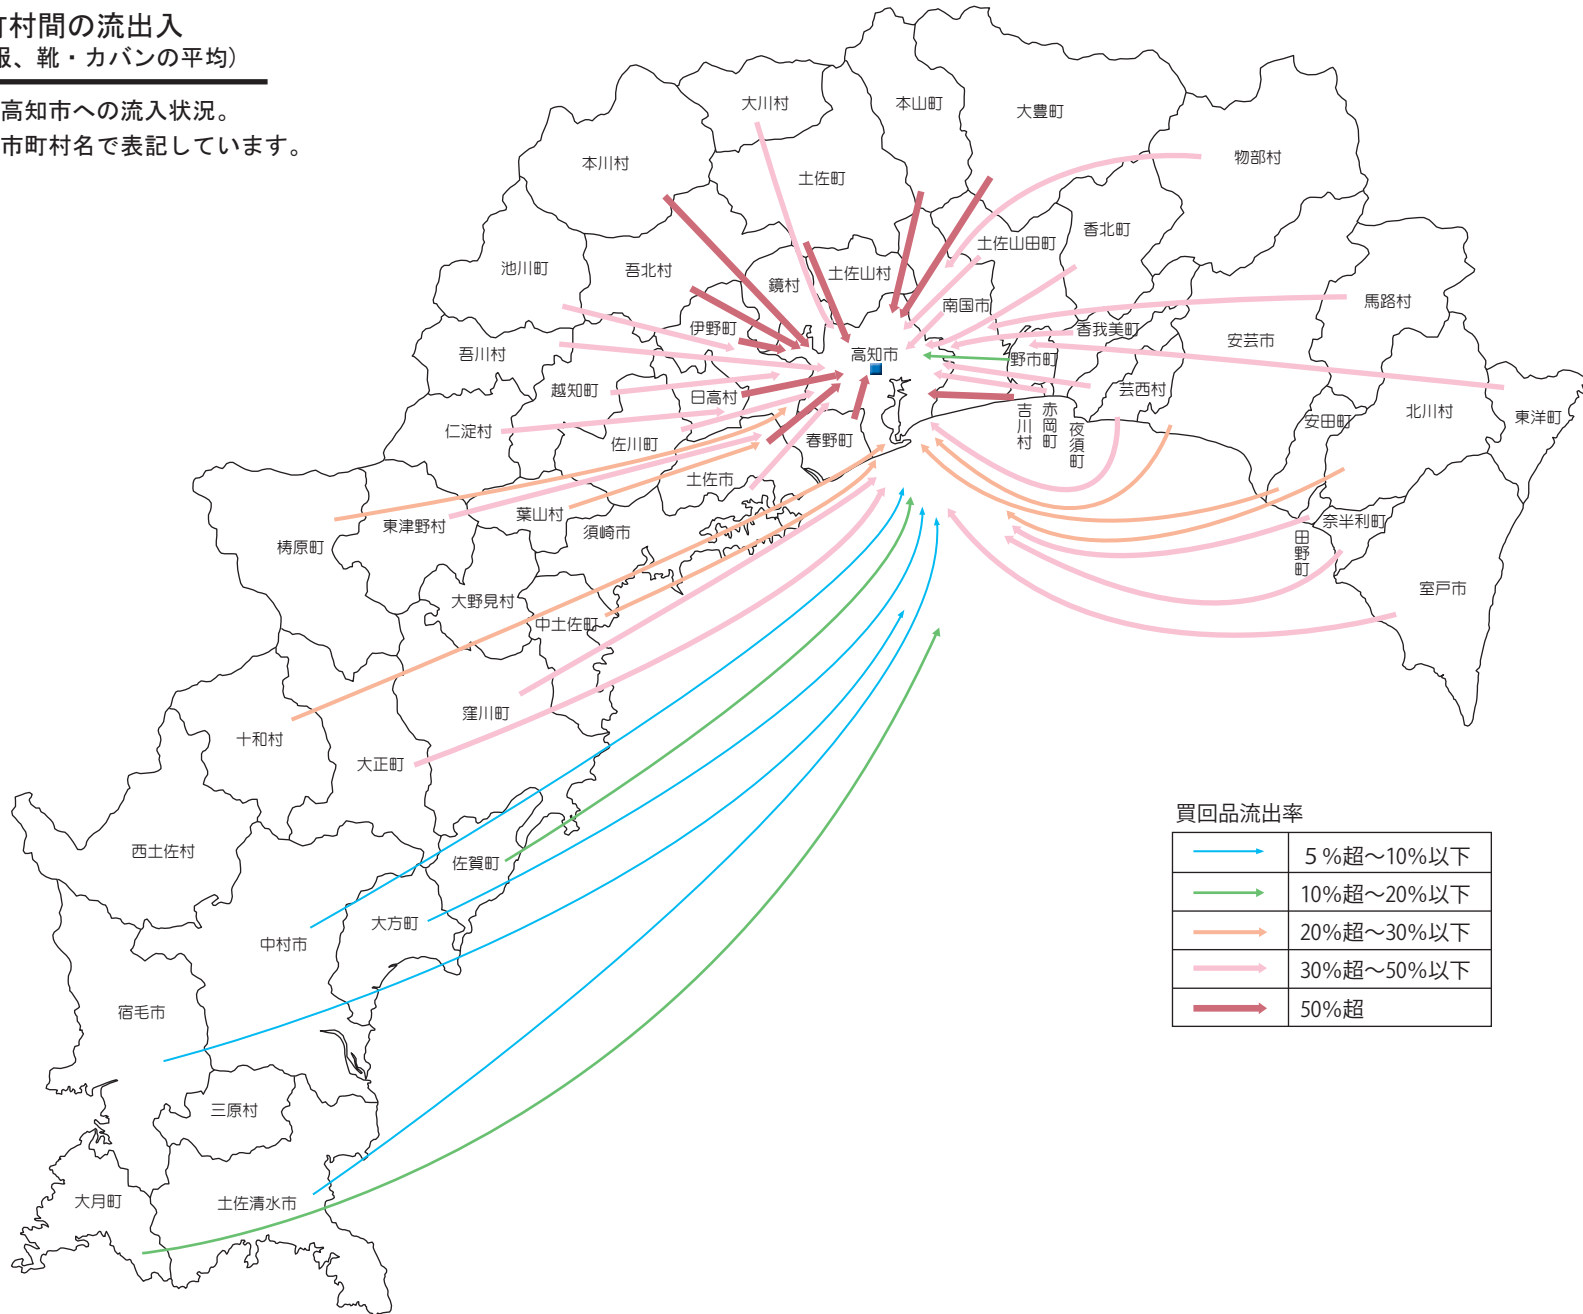 町村間の流出入
服、靴・カバンの平均）
高知市への流入状況。
市町村名で表記しています。
大川村
本山町
大豊町
本川村
土佐町
物部村
池川町
吾北村
鏡村
土佐山村
土佐山田町
香北町
伊野町
南国市
馬路村
吾川村
高知市
香我美町
安芸市
野市町
越知町
日高村
芸西村
東洋町
北川村
安田町
仁淀村
佐川町
春野町
吉川村
赤岡町
夜須町
土佐市
東津野村
葉山村
須崎市
奈半利町
田野町
梼原町
大野見村
中土佐町
室戸市
窪川町
十和村
大正町
西土佐村
佐賀町
大方町
中村市
宿毛市
三原村
大月町
土佐清水市
買回品流出率
5％超～10％以下
10％超～20％以下
20％超～30％以下
30％超～50％以下
50％超